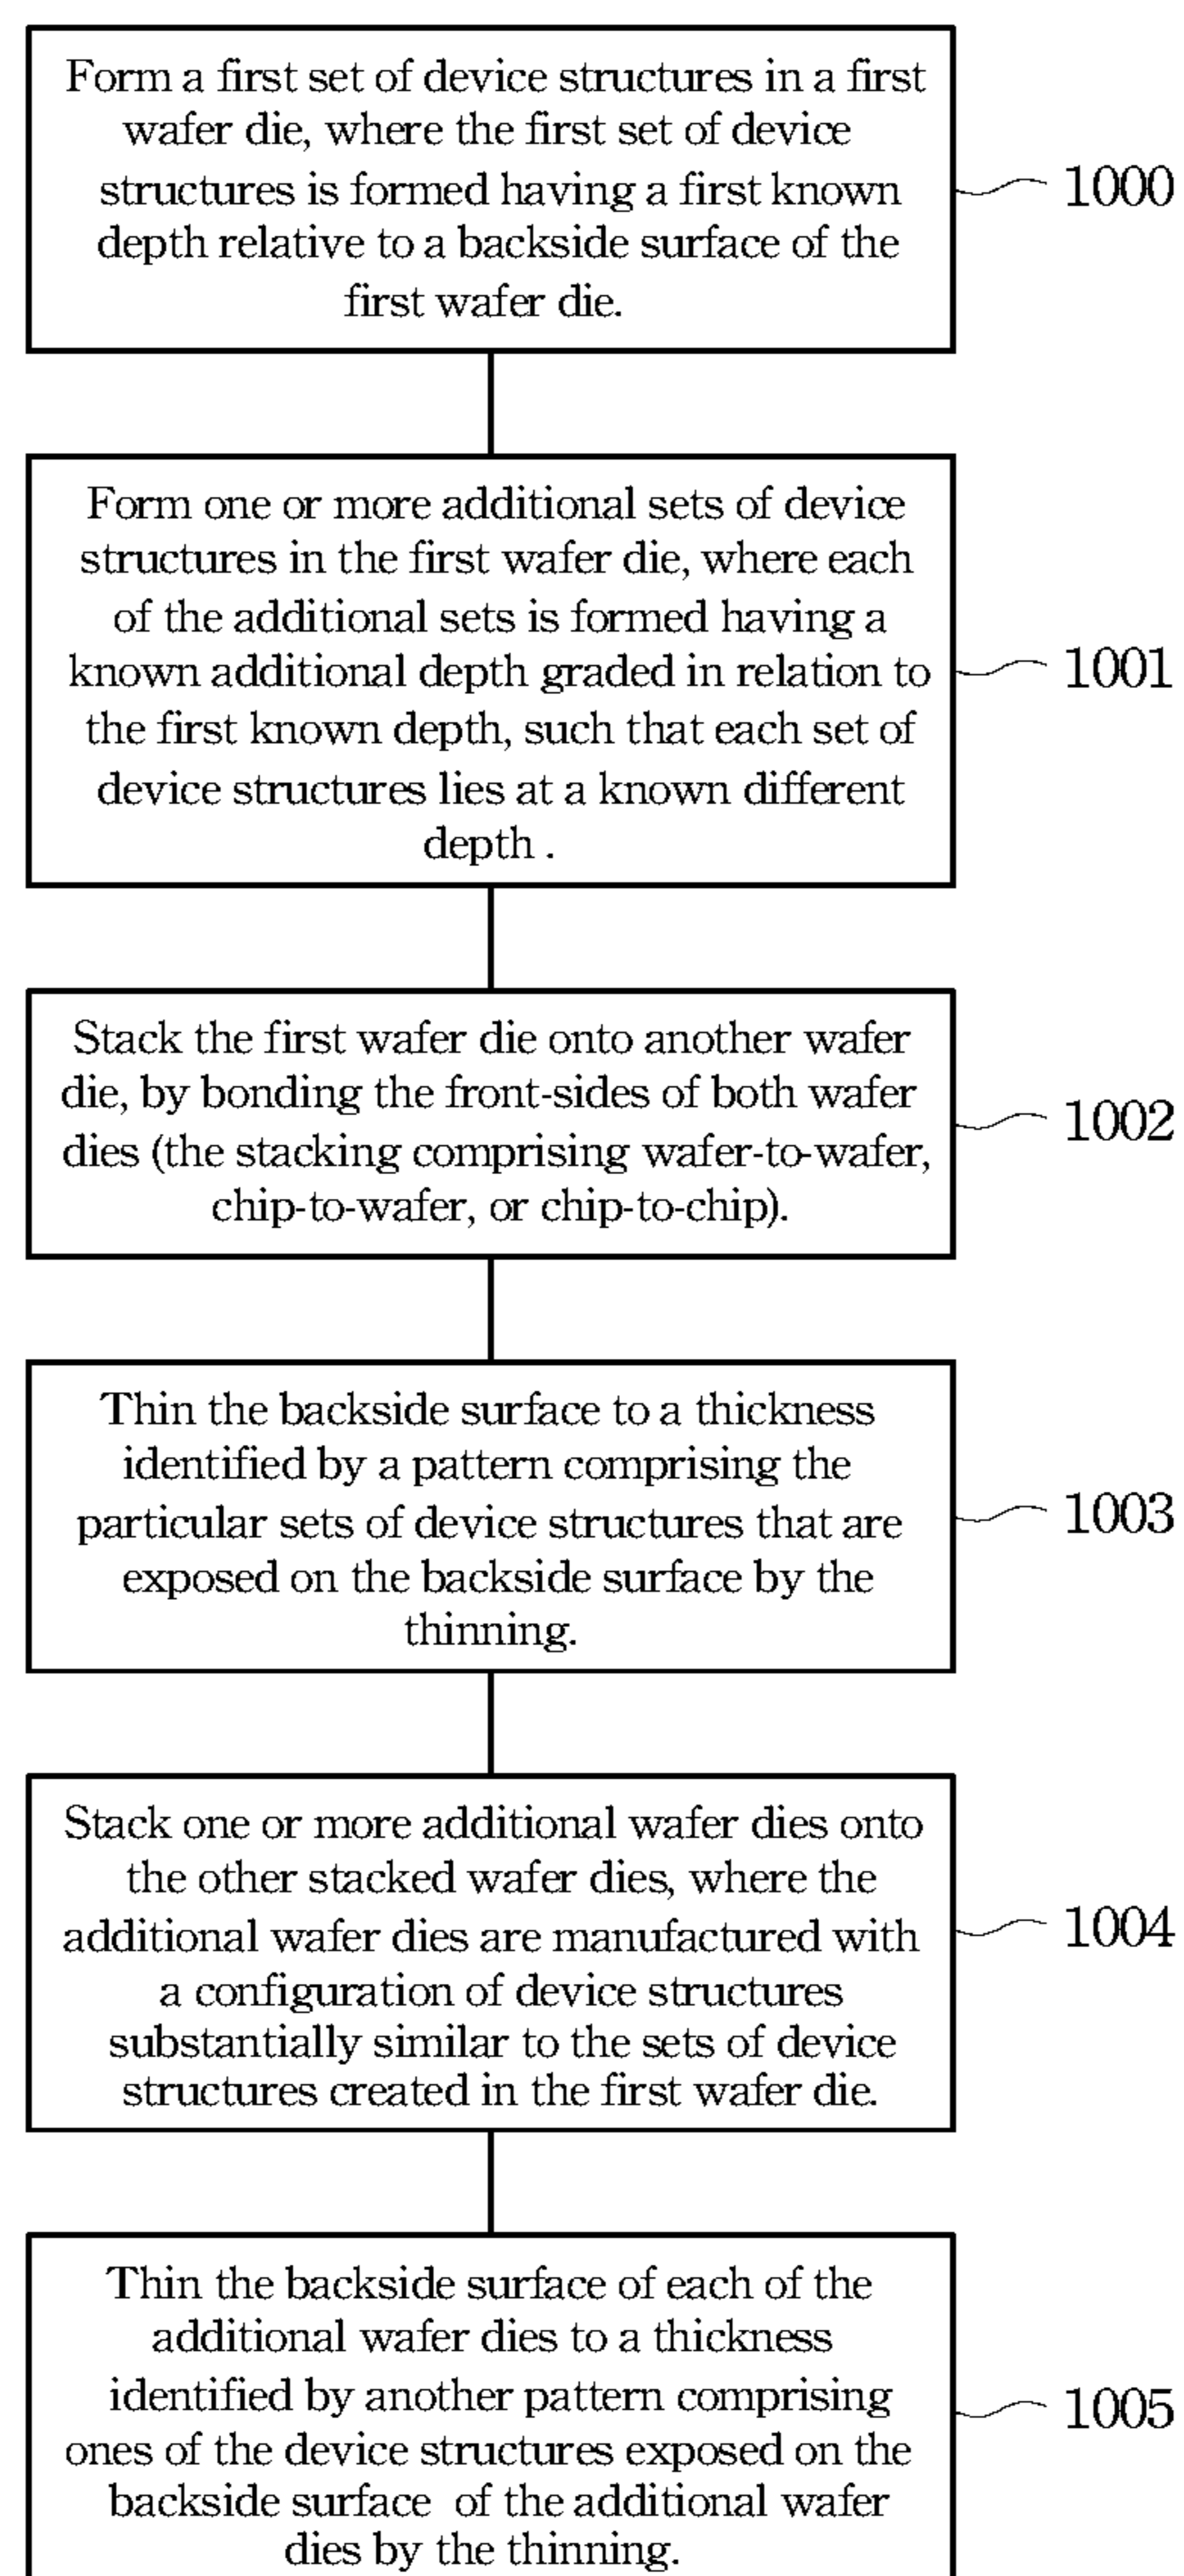 Form a first set of device structures in a first
wafer die, where the first set of device
structures is formed having a first known
depth relative to a backside surface of the
first wafer die.
1000
Form one or more additional sets of device
structures in the first wafer die, where each
of the additional sets is formed having a
known additional depth graded in relation to
the first known depth, such that each set of
device structures lies at a known different
depth .
1001
Stack the first wafer die onto another wafer
die, by bonding the front-sides of both wafer
dies (the stacking comprising wafer-to-wafer,
chip-to-wafer, or chip-to-chip).
1002
Thin the backside surface to a thickness
identified by a pattern comprising the
particular sets of device structures that are
exposed on the backside surface by the
thinning.
1003
Stack one or more additional wafer dies onto
the other stacked wafer dies, where the
additional wafer dies are manufactured with
a configuration of device structures
substantially similar to the sets of device
structures created in the first wafer die.
1004
Thin the backside surface of each of the
additional wafer dies to a thickness
identified by another pattern comprising
ones of the device structures exposed on the
backside surface of the additional wafer
dies by the thinning.
1005